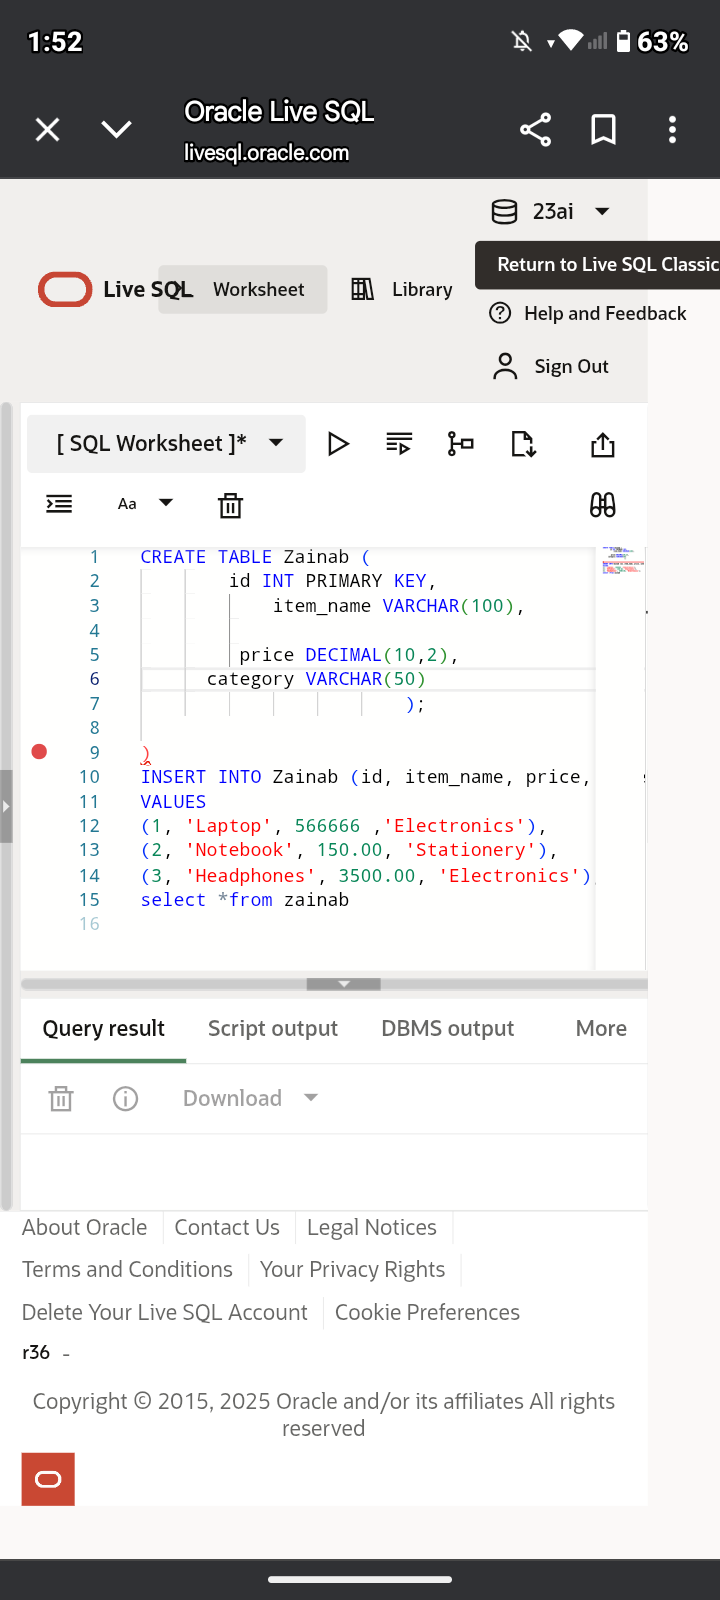 1:52
63%
Oracle Live SQL
livesql.oracle.com
23ai
Return to Live SQL Classic
Live SQL
Worksheet
Library
Help and Feedback
Sign Out
[ SQL Worksheet ]*
Aa
1 CREATE TABLE Zainab (
2 id INT PRIMARY KEY,
3 item_name VARCHAR(100),
4
5 price DECIMAL(10,2),
6 category VARCHAR(50)
7 );
8
9 )
10 INSERT INTO Zainab (id, item_name, price,
11 VALUES
12 (1, 'Laptop', 566666 ,'Electronics'),
13 (2, 'Notebook', 150.00, 'Stationery'),
14 (3, 'Headphones', 3500.00, 'Electronics')
15 select *from zainab
16
Query result Script output DBMS output More
Download
About Oracle Contact Us Legal Notices
Terms and Conditions Your Privacy Rights
Delete Your Live SQL Account Cookie Preferences
r36 -
Copyright © 2015, 2025 Oracle and/or its affiliates All rights
reserved